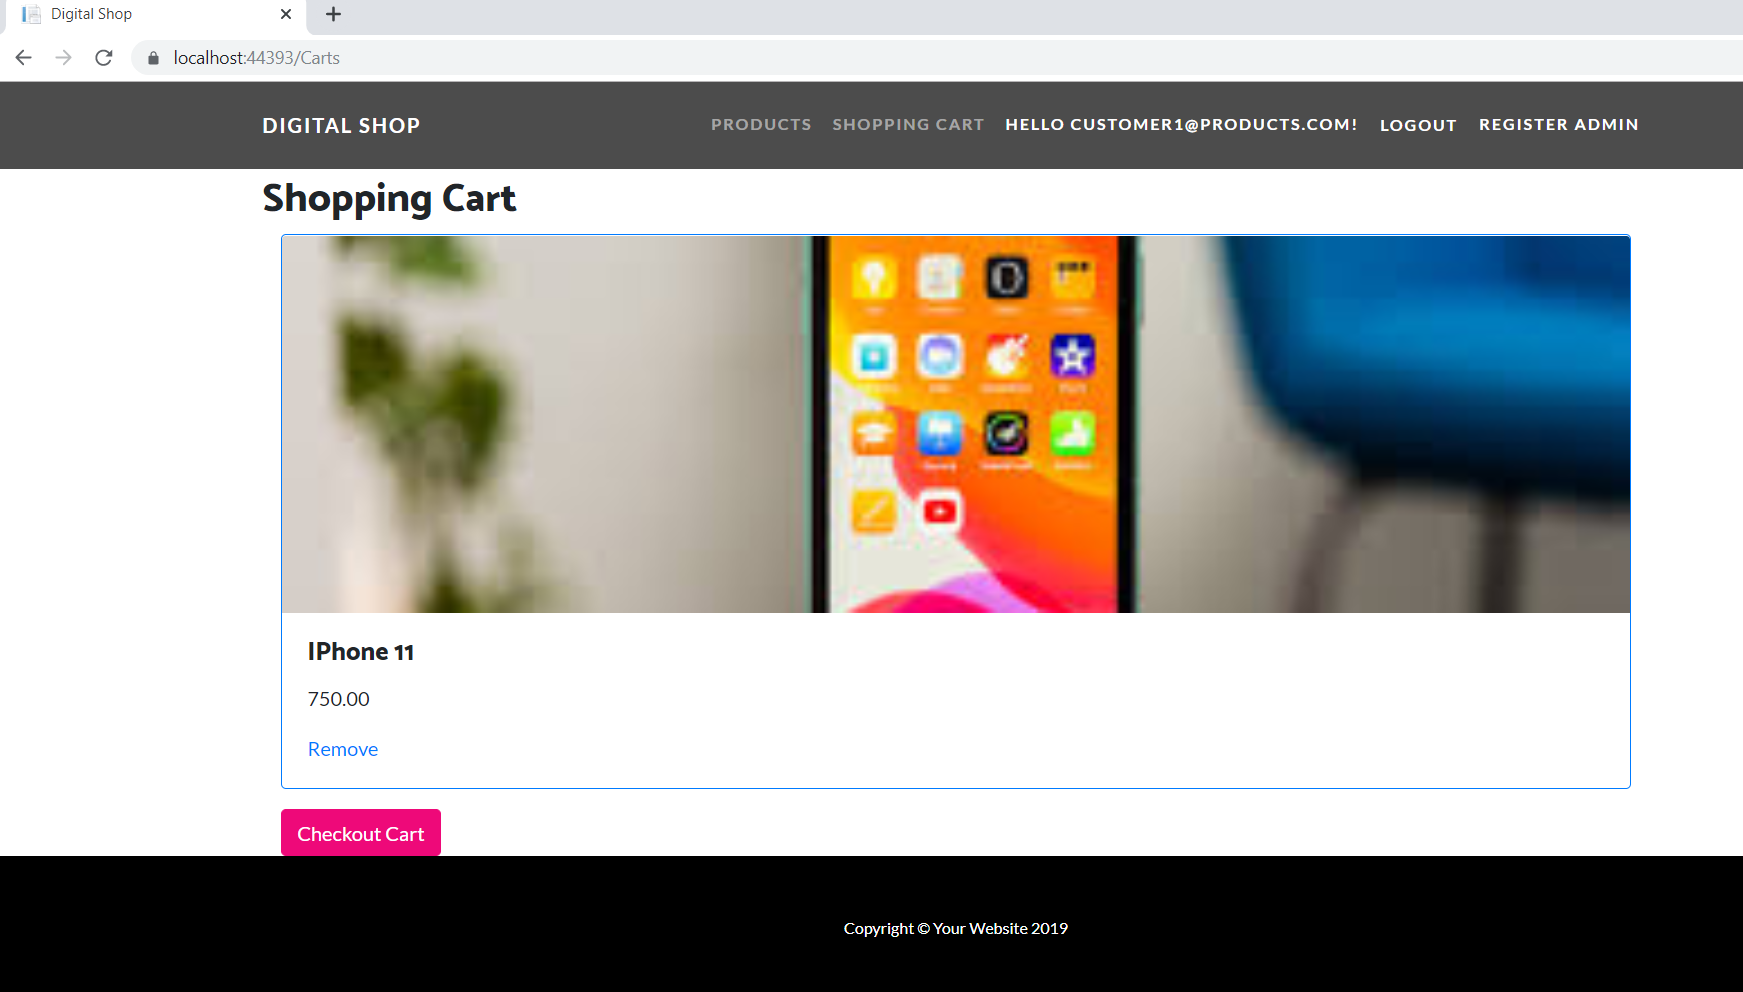 Digital Shop
localhost:44393/Carts
DIGITAL SHOP
PRODUCTS
SHOPPING CART
HELLO CUSTOMER1@PRODUCTS.COM!
LOGOUT
REGISTER ADMIN
Shopping Cart
IPhone 11
750.00
Remove
Checkout Cart
Copyright © Your Website 2019